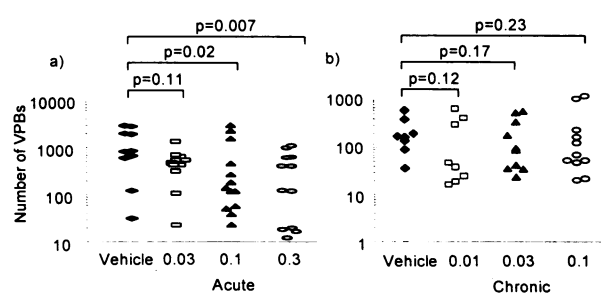 p=0.007
p=0.02
p=0.11
a)
Number of VPBs
10000
1000
100
10
Vehicle 0.03 0.1 0.3
Acute
p=0.23
p=0.17
p=0.12
b)
1000
100
10
1
Vehicle 0.01 0.03 0.1
Chronic